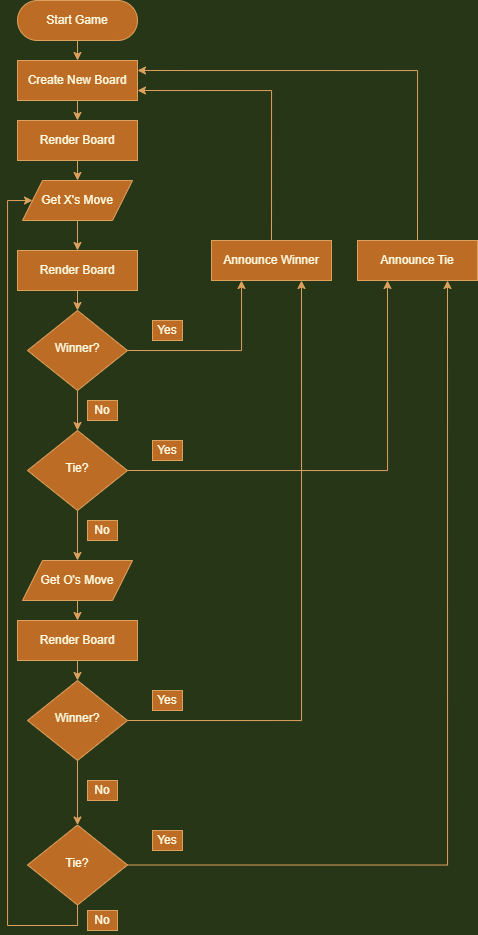 Start Game
Create New Board
Render Board
Get X's Move
Render Board
Announce Winner
Announce Tie
Winner?
Yes
No
Tie?
Yes
No
Get O's Move
Render Board
Winner?
Yes
No
Tie?
Yes
No